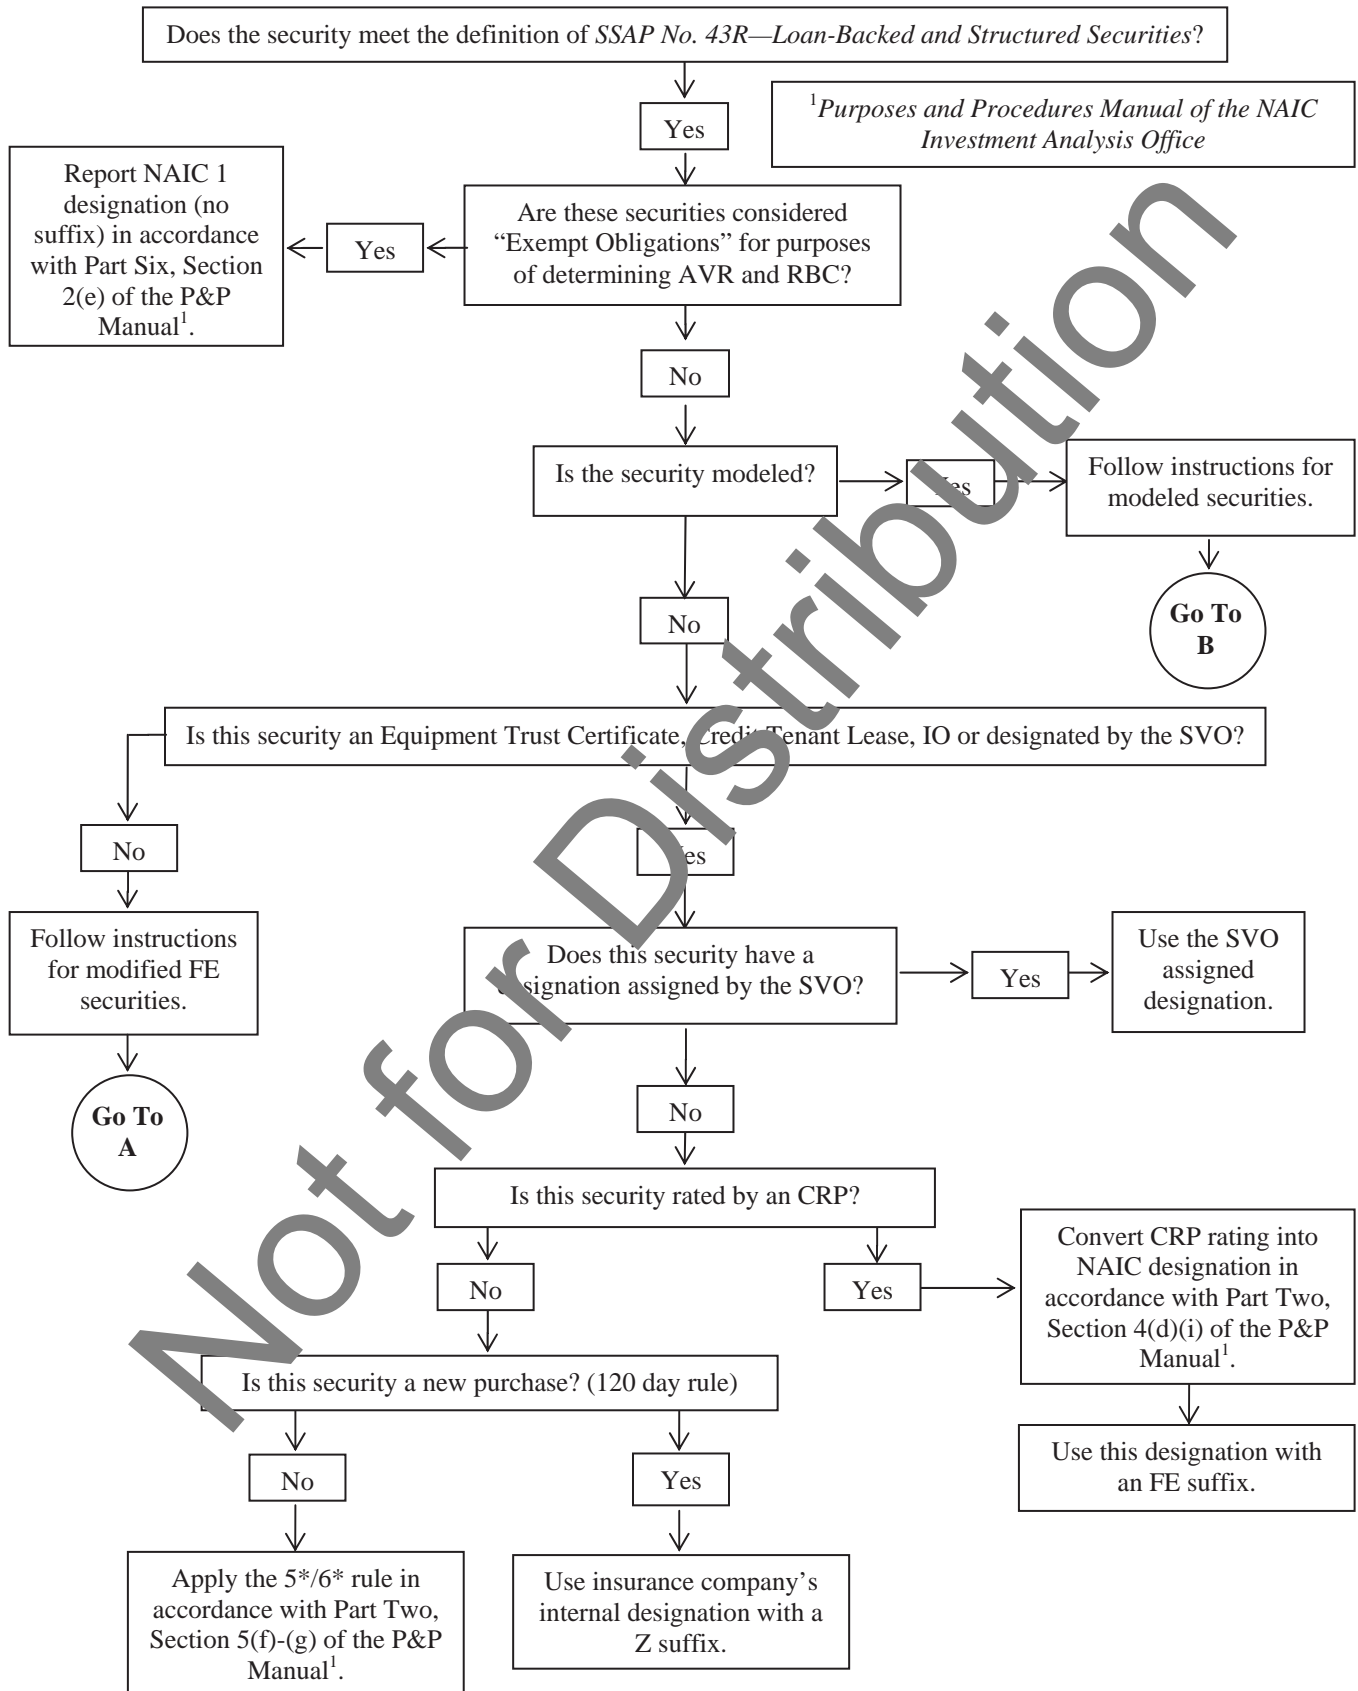 Does the security meet the definition of SSAP No. 43R—Loan-Backed and Structured Securities?
Yes
¹Purposes and Procedures Manual of the NAIC
Investment Analysis Office
Report NAIC 1
designation (no
suffix) in accordance
with Part Six, Section
2(e) of the P&P
Manual¹.
Yes
Are these securities considered
“Exempt Obligations” for purposes
of determining AVR and RBC?
No
Is the security modeled?
Yes
Follow instructions for
modeled securities.
No
Go To
B
Is this security an Equipment Trust Certificate, Credit Tenant Lease, IO or designated by the SVO?
No
Yes
Follow instructions
for modified FE
securities.
Does this security have a
designation assigned by the SVO?
Yes
Use the SVO
assigned
designation.
Go To
A
No
Is this security rated by an CRP?
No
Yes
Convert CRP rating into
NAIC designation in
accordance with Part Two,
Section 4(d)(i) of the P&P
Manual¹.
Is this security a new purchase? (120 day rule)
Use this designation with
an FE suffix.
No
Yes
Apply the 5*/6* rule in
accordance with Part Two,
Section 5(f)-(g) of the P&P
Manual¹.
Use insurance company’s
internal designation with a
Z suffix.
Not for Distribution